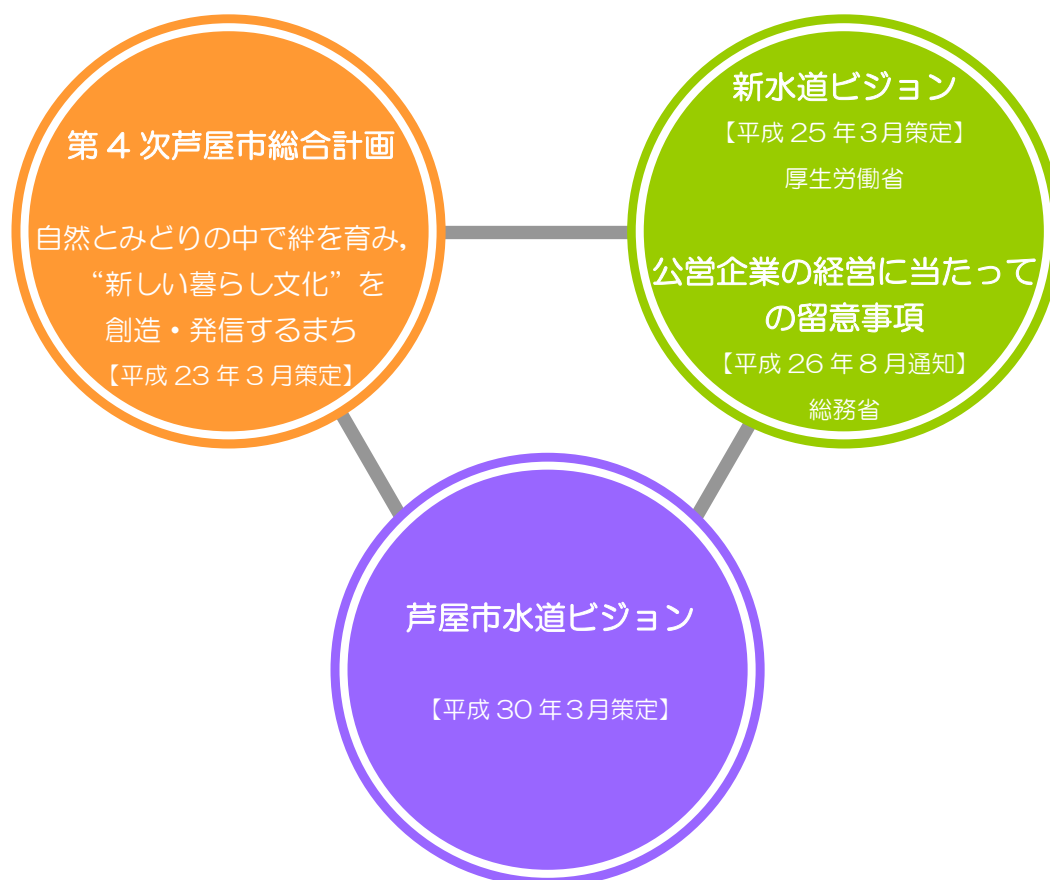 第４次芦屋市総合計画
自然とみどりの中で絆を育み，
“新しい暮らし文化”を
創造・発信するまち
【平成 23 年３月策定】
新水道ビジョン
【平成 25 年３月策定】
厚生労働省
公営企業の経営に当たって
の留意事項
【平成 26 年８月通知】
総務省
芦屋市水道ビジョン
【平成 30 年３月策定】